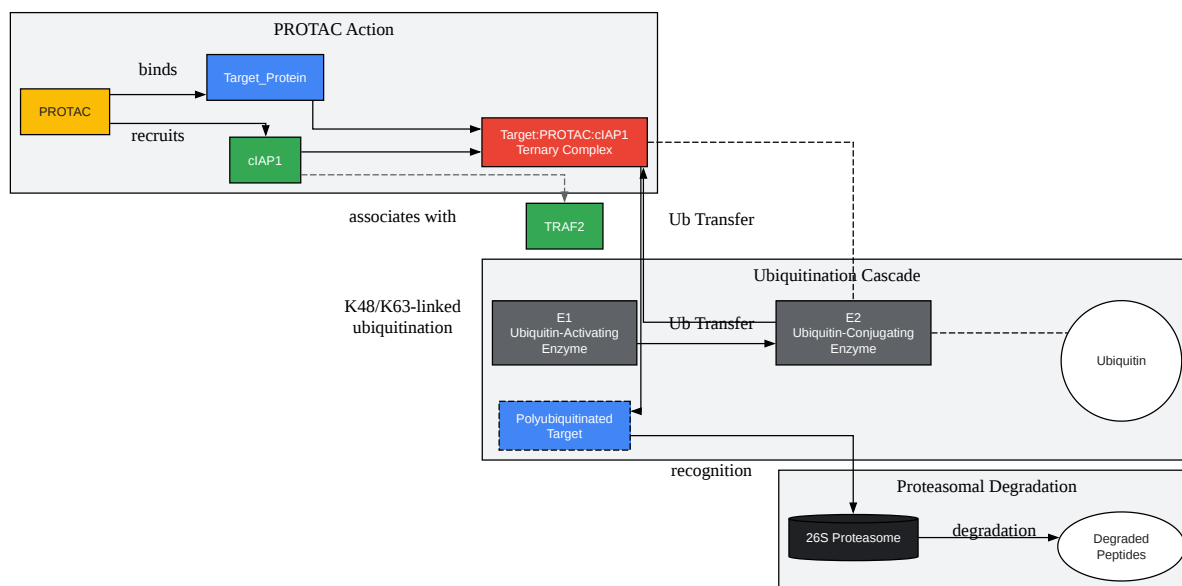 PROTAC Action
binds
Target_Protein
PROTAC
recruits
cIAP1
Target:PROTAC:cIAP1
Ternary Complex
associates with
TRAF2
Ub Transfer
Ubiquitination Cascade
K48/K63-linked
ubiquitination
E1
Ubiquitin-Activating
Enzyme
Ub Transfer
E2
Ubiquitin-Conjugating
Enzyme
Ubiquitin
Polyubiquitinated
Target
recognition
Proteasomal Degradation
26S Proteasome
degradation
Degraded
Peptides